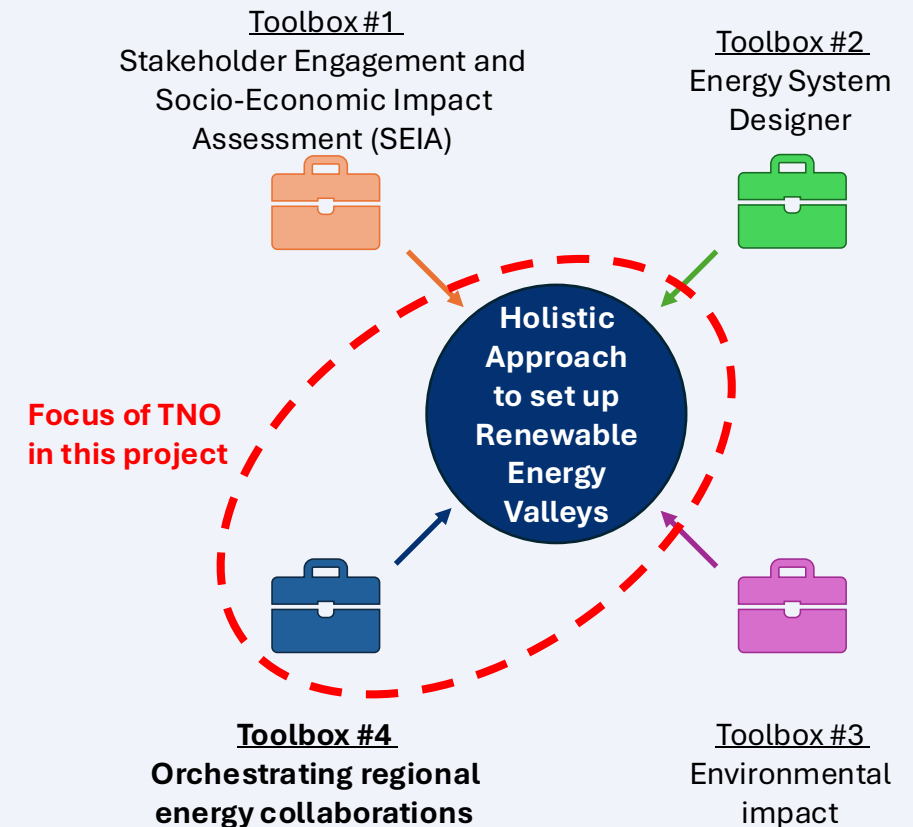 Toolbox #1
Stakeholder Engagement and
Socio-Economic Impact
Assessment (SEIA)
Toolbox #2
Energy System
Designer
Holistic
Approach
to set up
Renewable
Energy
Valleys
Focus of TNO
in this project
Toolbox #4
Orchestrating regional
energy collaborations
Toolbox #3
Environmental
impact